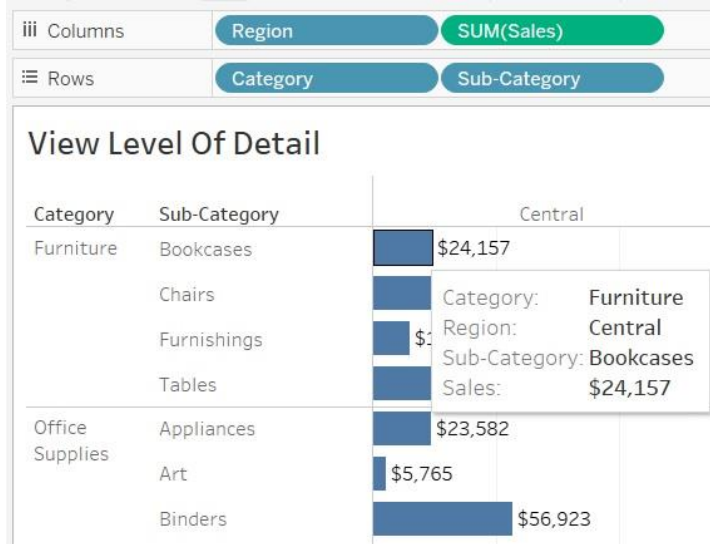 Columns Region SUM(Sales)
Rows Category Sub-Category
View Level Of Detail
Category Sub-Category Central
Furniture Bookcases $24,157
Chairs
Furnishings
Tables
Category: Furniture
Region: Central
Sub-Category: Bookcases
Sales: $24,157
Office Supplies Appliances $23,582
Art $5,765
Binders $56,923